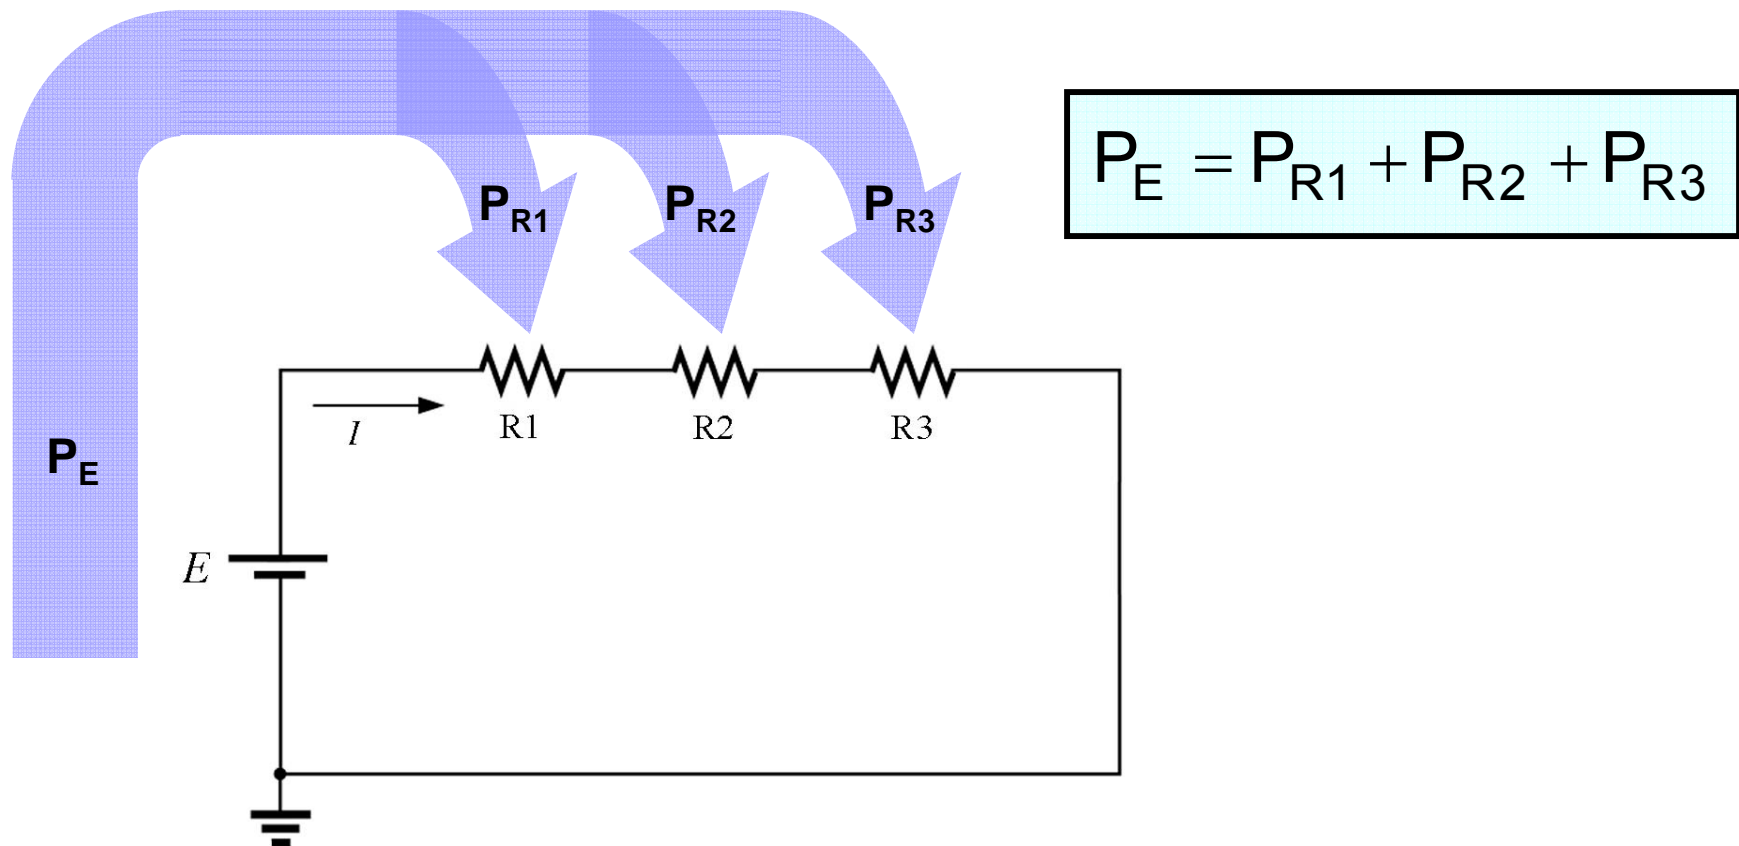 P_E = P_R1 + P_R2 + P_R3
P_R1 P_R2 P_R3
R1 R2 R3
I
P_E
E